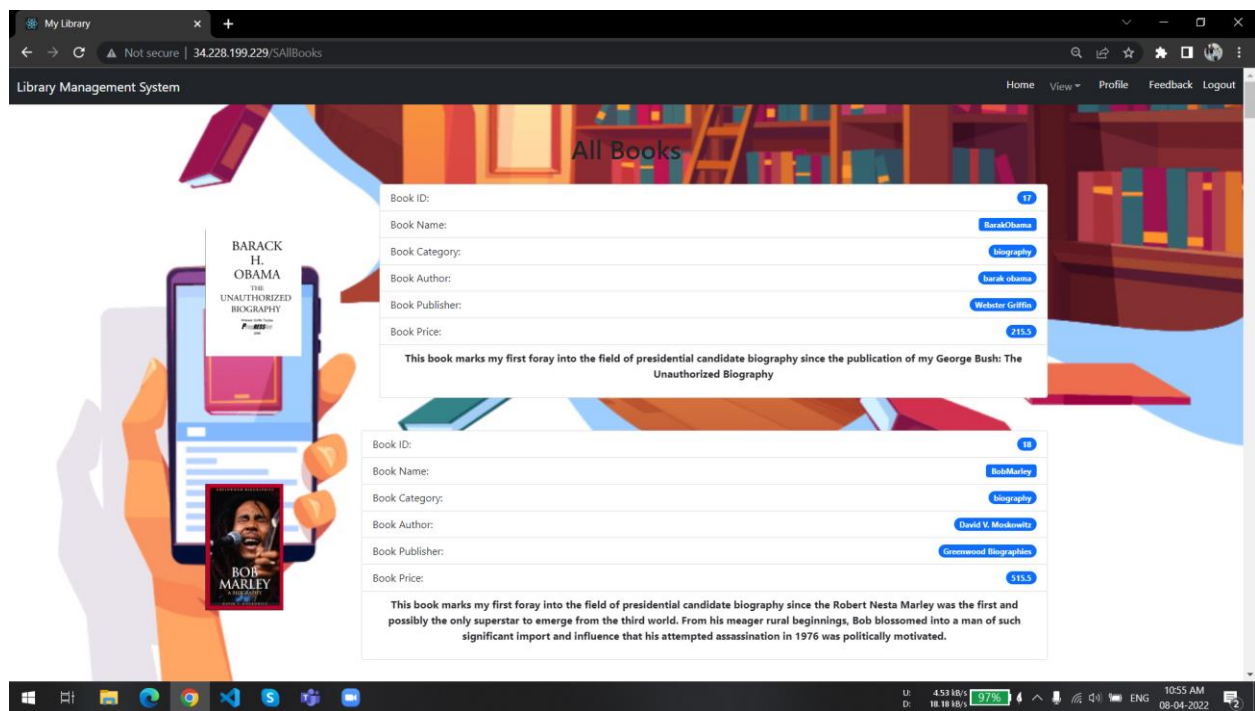 My Library
Not secure | 34.228.199.229/SAllBooks
Library Management System
Home View Profile Feedback Logout
All Books
Book ID: 17
Book Name: BarakObama
Book Category: biography
Book Author: barak obama
Book Publisher: Webster Griffin
Book Price: 215.5
This book marks my first foray into the field of presidential candidate biography since the publication of my George Bush: The
Unauthorized Biography
BARACK
H.
OBAMA
THE
UNAUTHORIZED
BIOGRAPHY
Book ID: 18
Book Name: BobMarley
Book Category: biography
Book Author: David V. Moskowitz
Book Publisher: Greenwood Biographies
Book Price: 515.5
This book marks my first foray into the field of presidential candidate biography since the Robert Nesta Marley was the first and
possibly the only superstar to emerge from the third world. From his meager rural beginnings, Bob blossomed into a man of such
significant import and influence that his attempted assassination in 1976 was politically motivated.
BOB
MARLEY
A BIOGRAPHY
U: 4.53 kB/s
D: 18.18 kB/s
97%
ENG
10:55 AM
08-04-2022
2